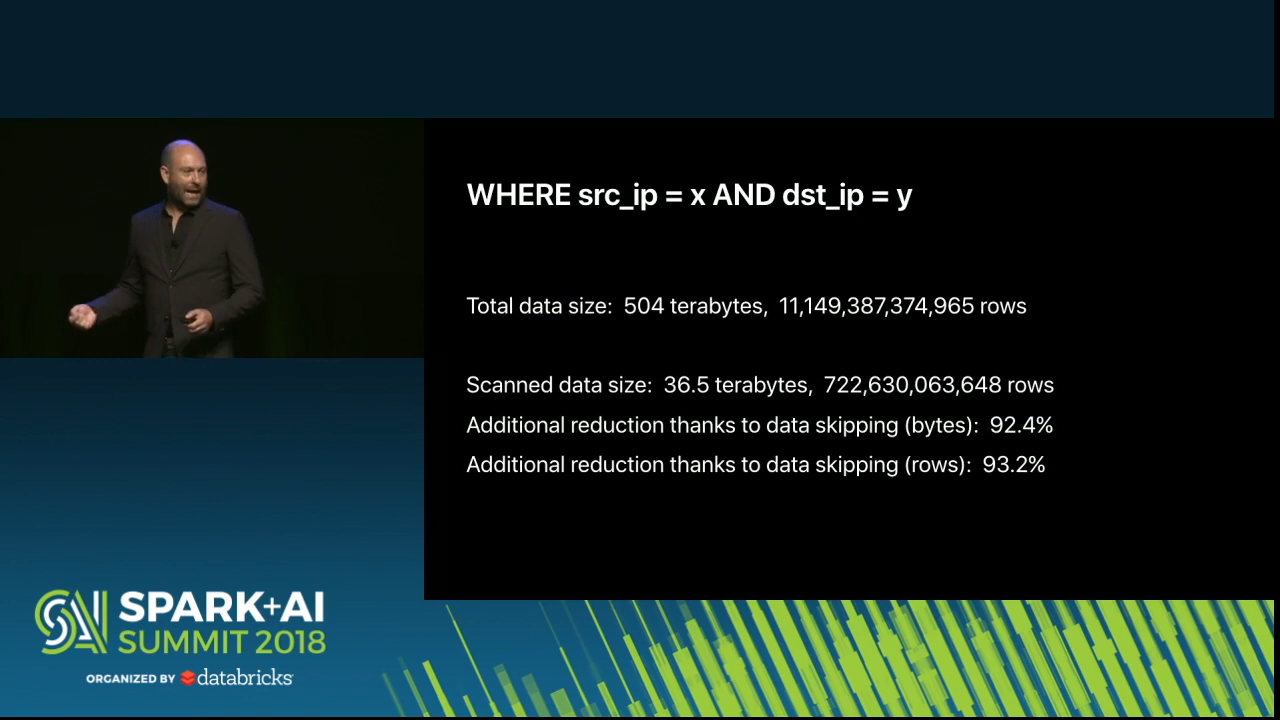 WHERE src_ip = x AND dst_ip = y
Total data size: 504 terabytes, 11,149,387,374,965 rows
Scanned data size: 36.5 terabytes, 722,630,063,648 rows
Additional reduction thanks to data skipping (bytes): 92.4%
Additional reduction thanks to data skipping (rows): 93.2%
SAI SPARK+AI
SUMMIT 2018
ORGANIZED BY databricks